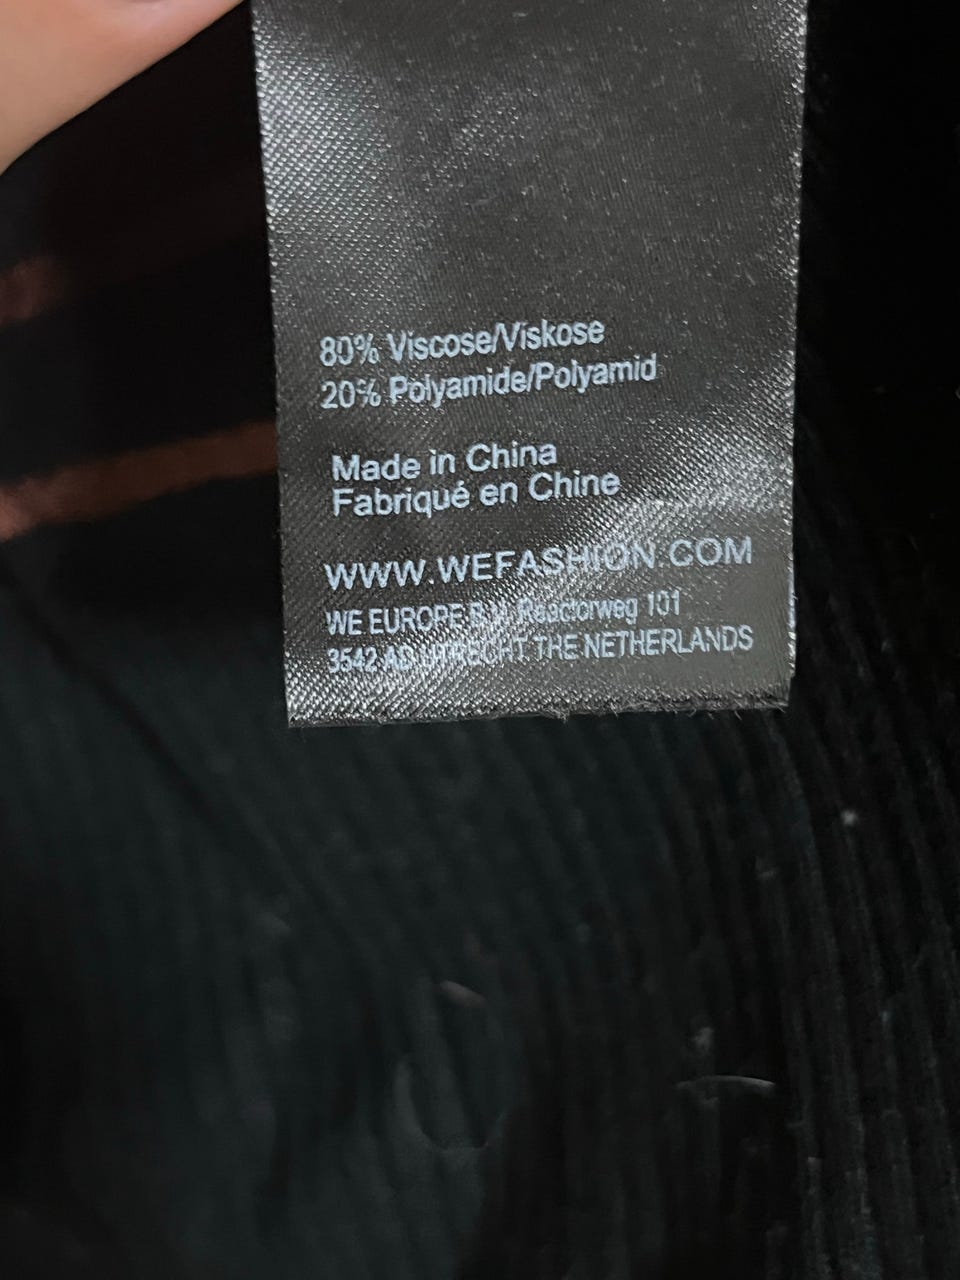 80% Viscose/Viskose
20% Polyamide/Polyamid
Made in China
Fabriqué en Chine
WWW.WEFASHION.COM
WE EUROPE B.V. Reactorweg 101
3542 AD UTRECHT THE NETHERLANDS